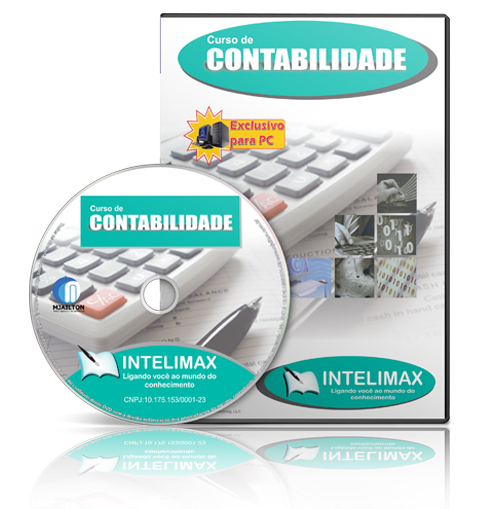 Curso de
CONTABILIDADE
Exclusivo
para PC
Curso de
CONTABILIDADE
MJAILTON
INTELIMAX
Ligando você ao mundo do
conhecimento
CNPJ:10.175.153/0001-23
INTELIMAX
Ligando você ao mundo do
conhecimento